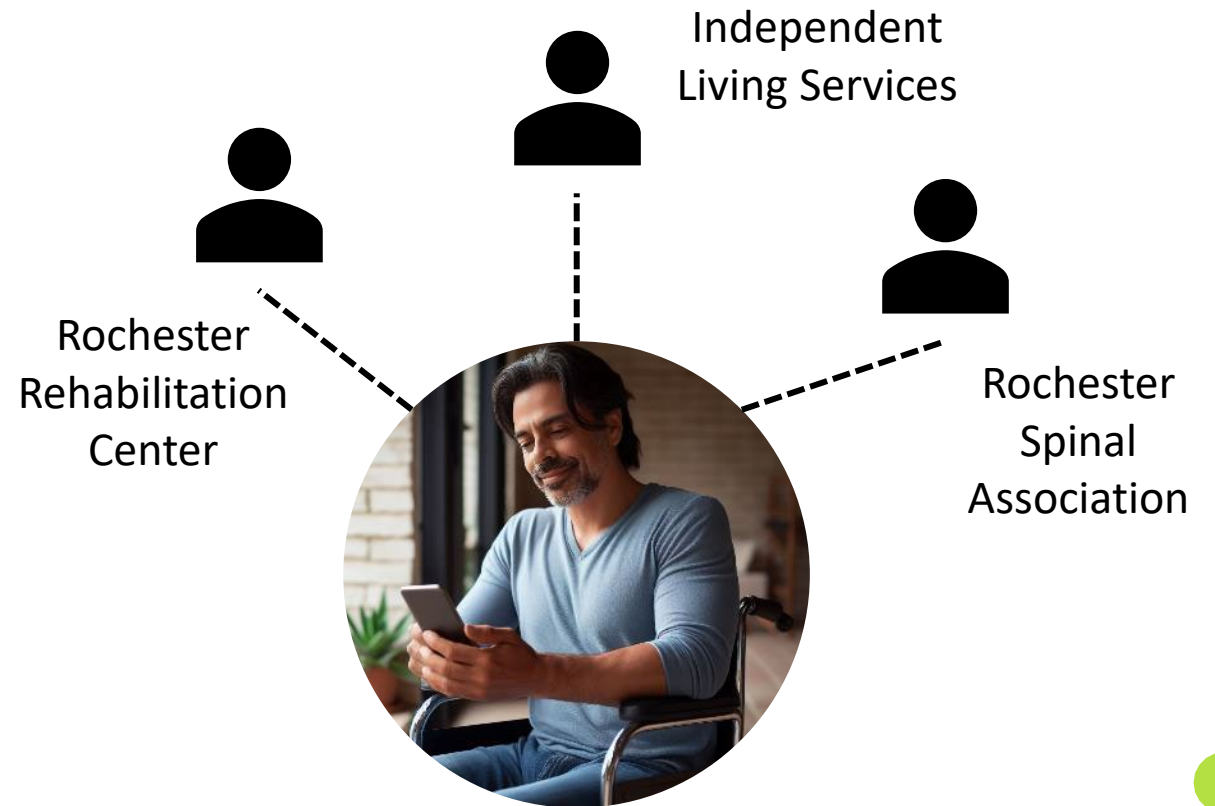 Independent
Living Services
Rochester
Rehabilitation
Center
Rochester
Spinal
Association